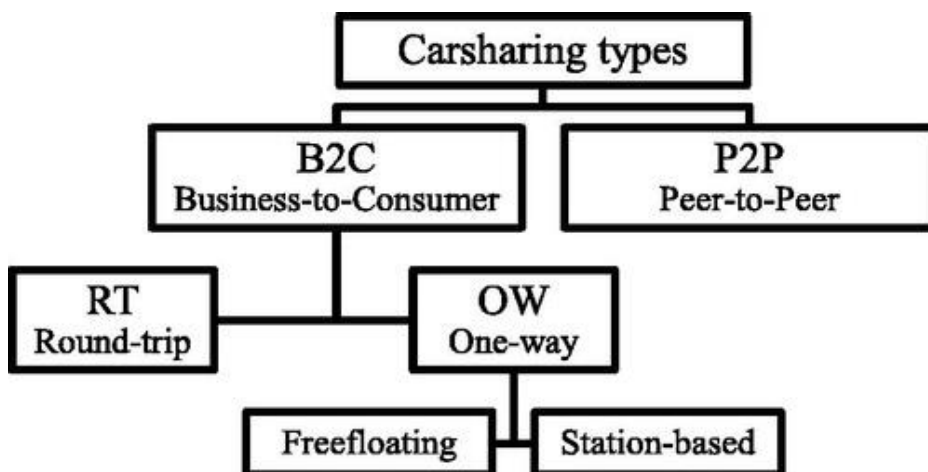 Carsharing types
B2C
Business-to-Consumer
P2P
Peer-to-Peer
RT
Round-trip
OW
One-way
Freefloating
Station-based